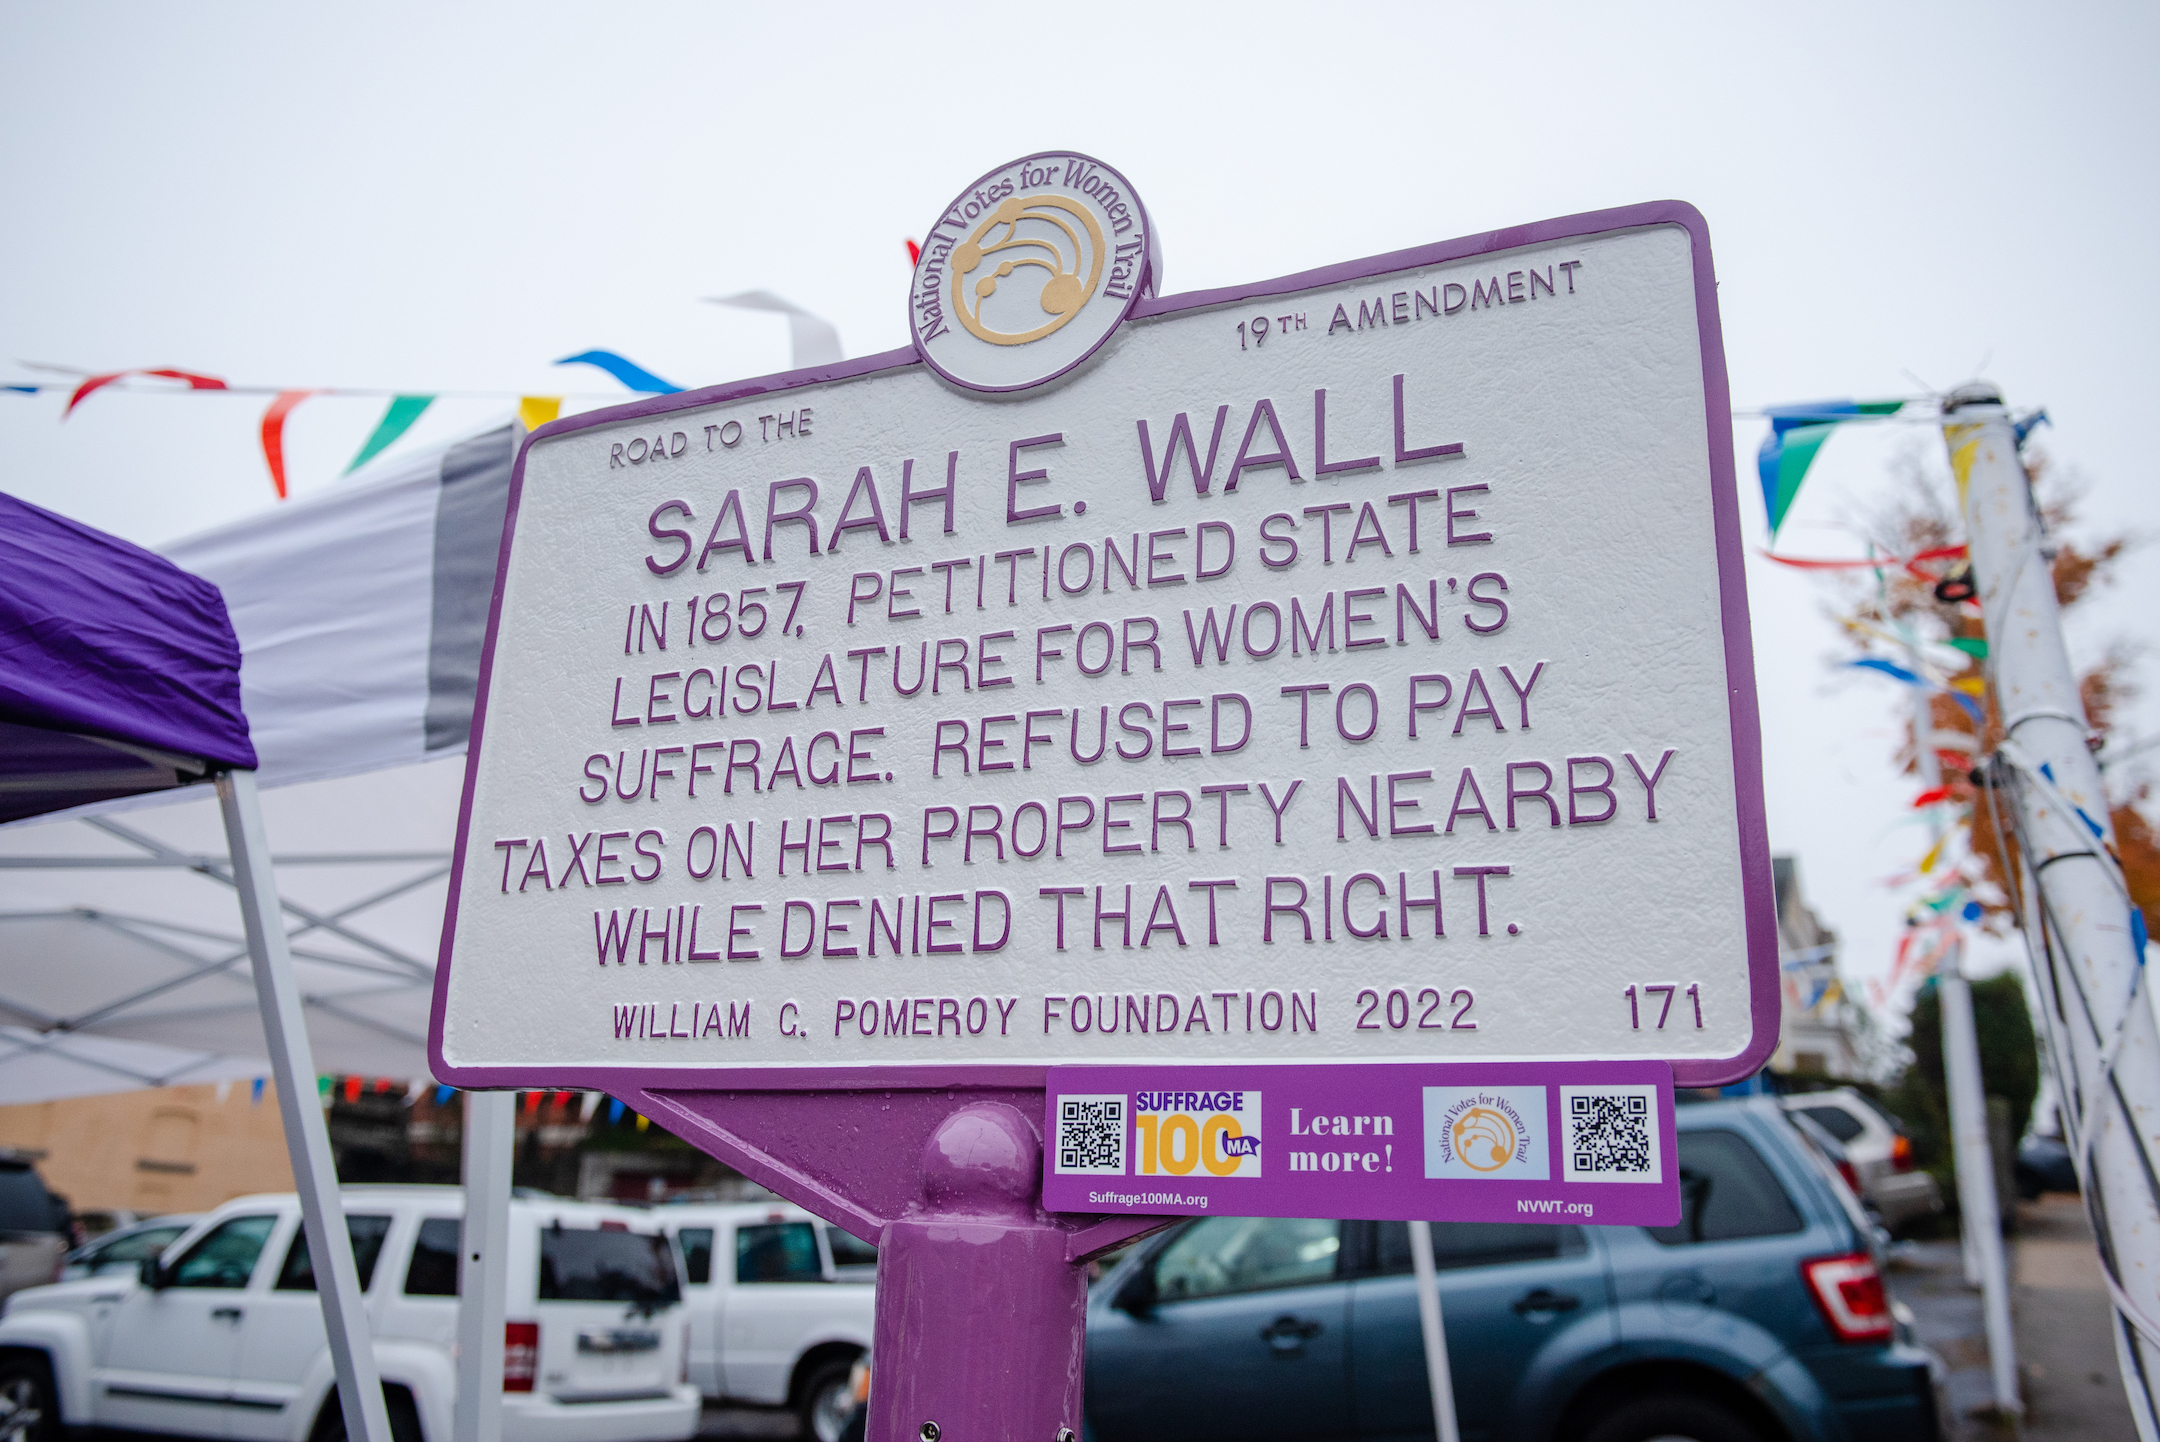 National Votes for Women Trail
ROAD TO THE
19TH AMENDMENT
SARAH E. WALL
IN 1857, PETITIONED STATE
LEGISLATURE FOR WOMEN'S
SUFFRAGE. REFUSED TO PAY
TAXES ON HER PROPERTY NEARBY
WHILE DENIED THAT RIGHT.
WILLIAM G. POMEROY FOUNDATION 2022
171
SUFFRAGE
100
MA
Suffrage100MA.org
Learn
more!
National Votes for Women Trail
NVWT.org